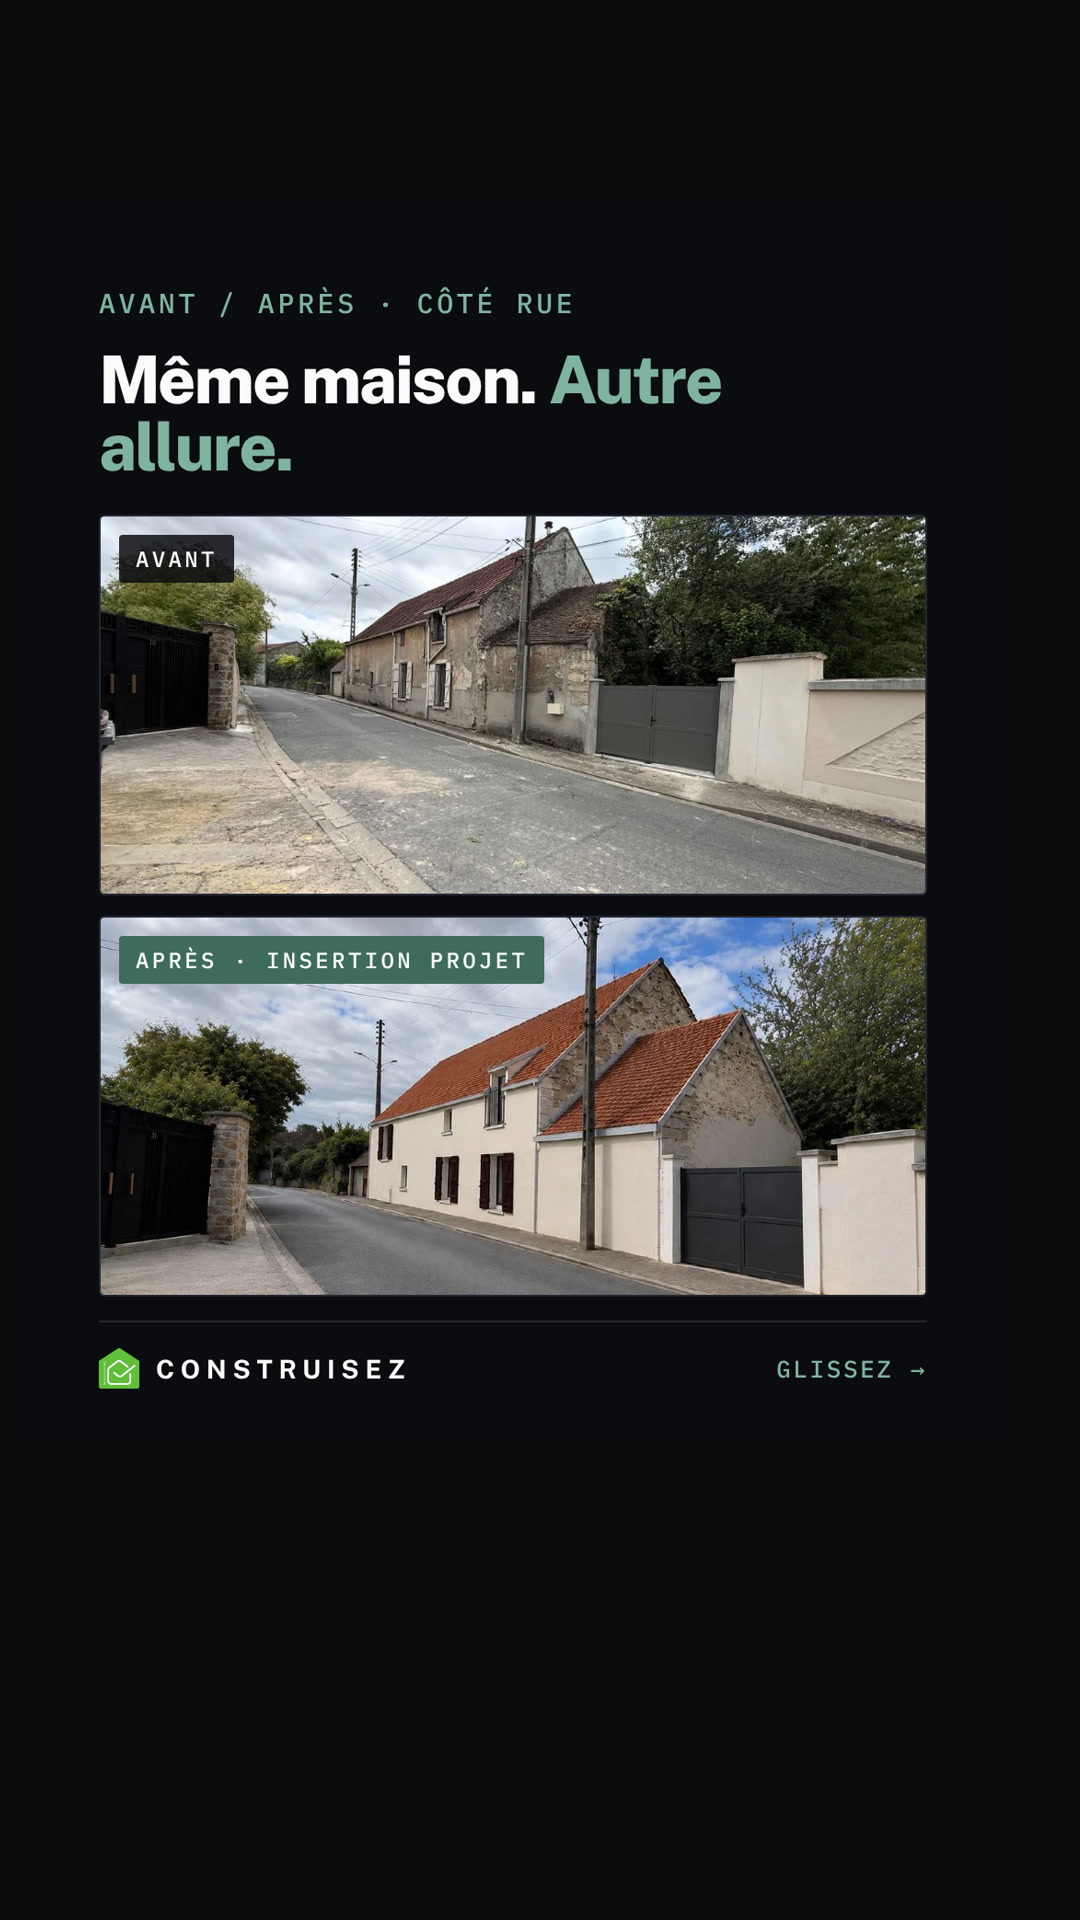 AVANT / APRÈS · CÔTÉ RUE
Même maison. Autre
allure.
AVANT
APRÈS · INSERTION PROJET
CONSTRUISEZ
GLISSEZ →